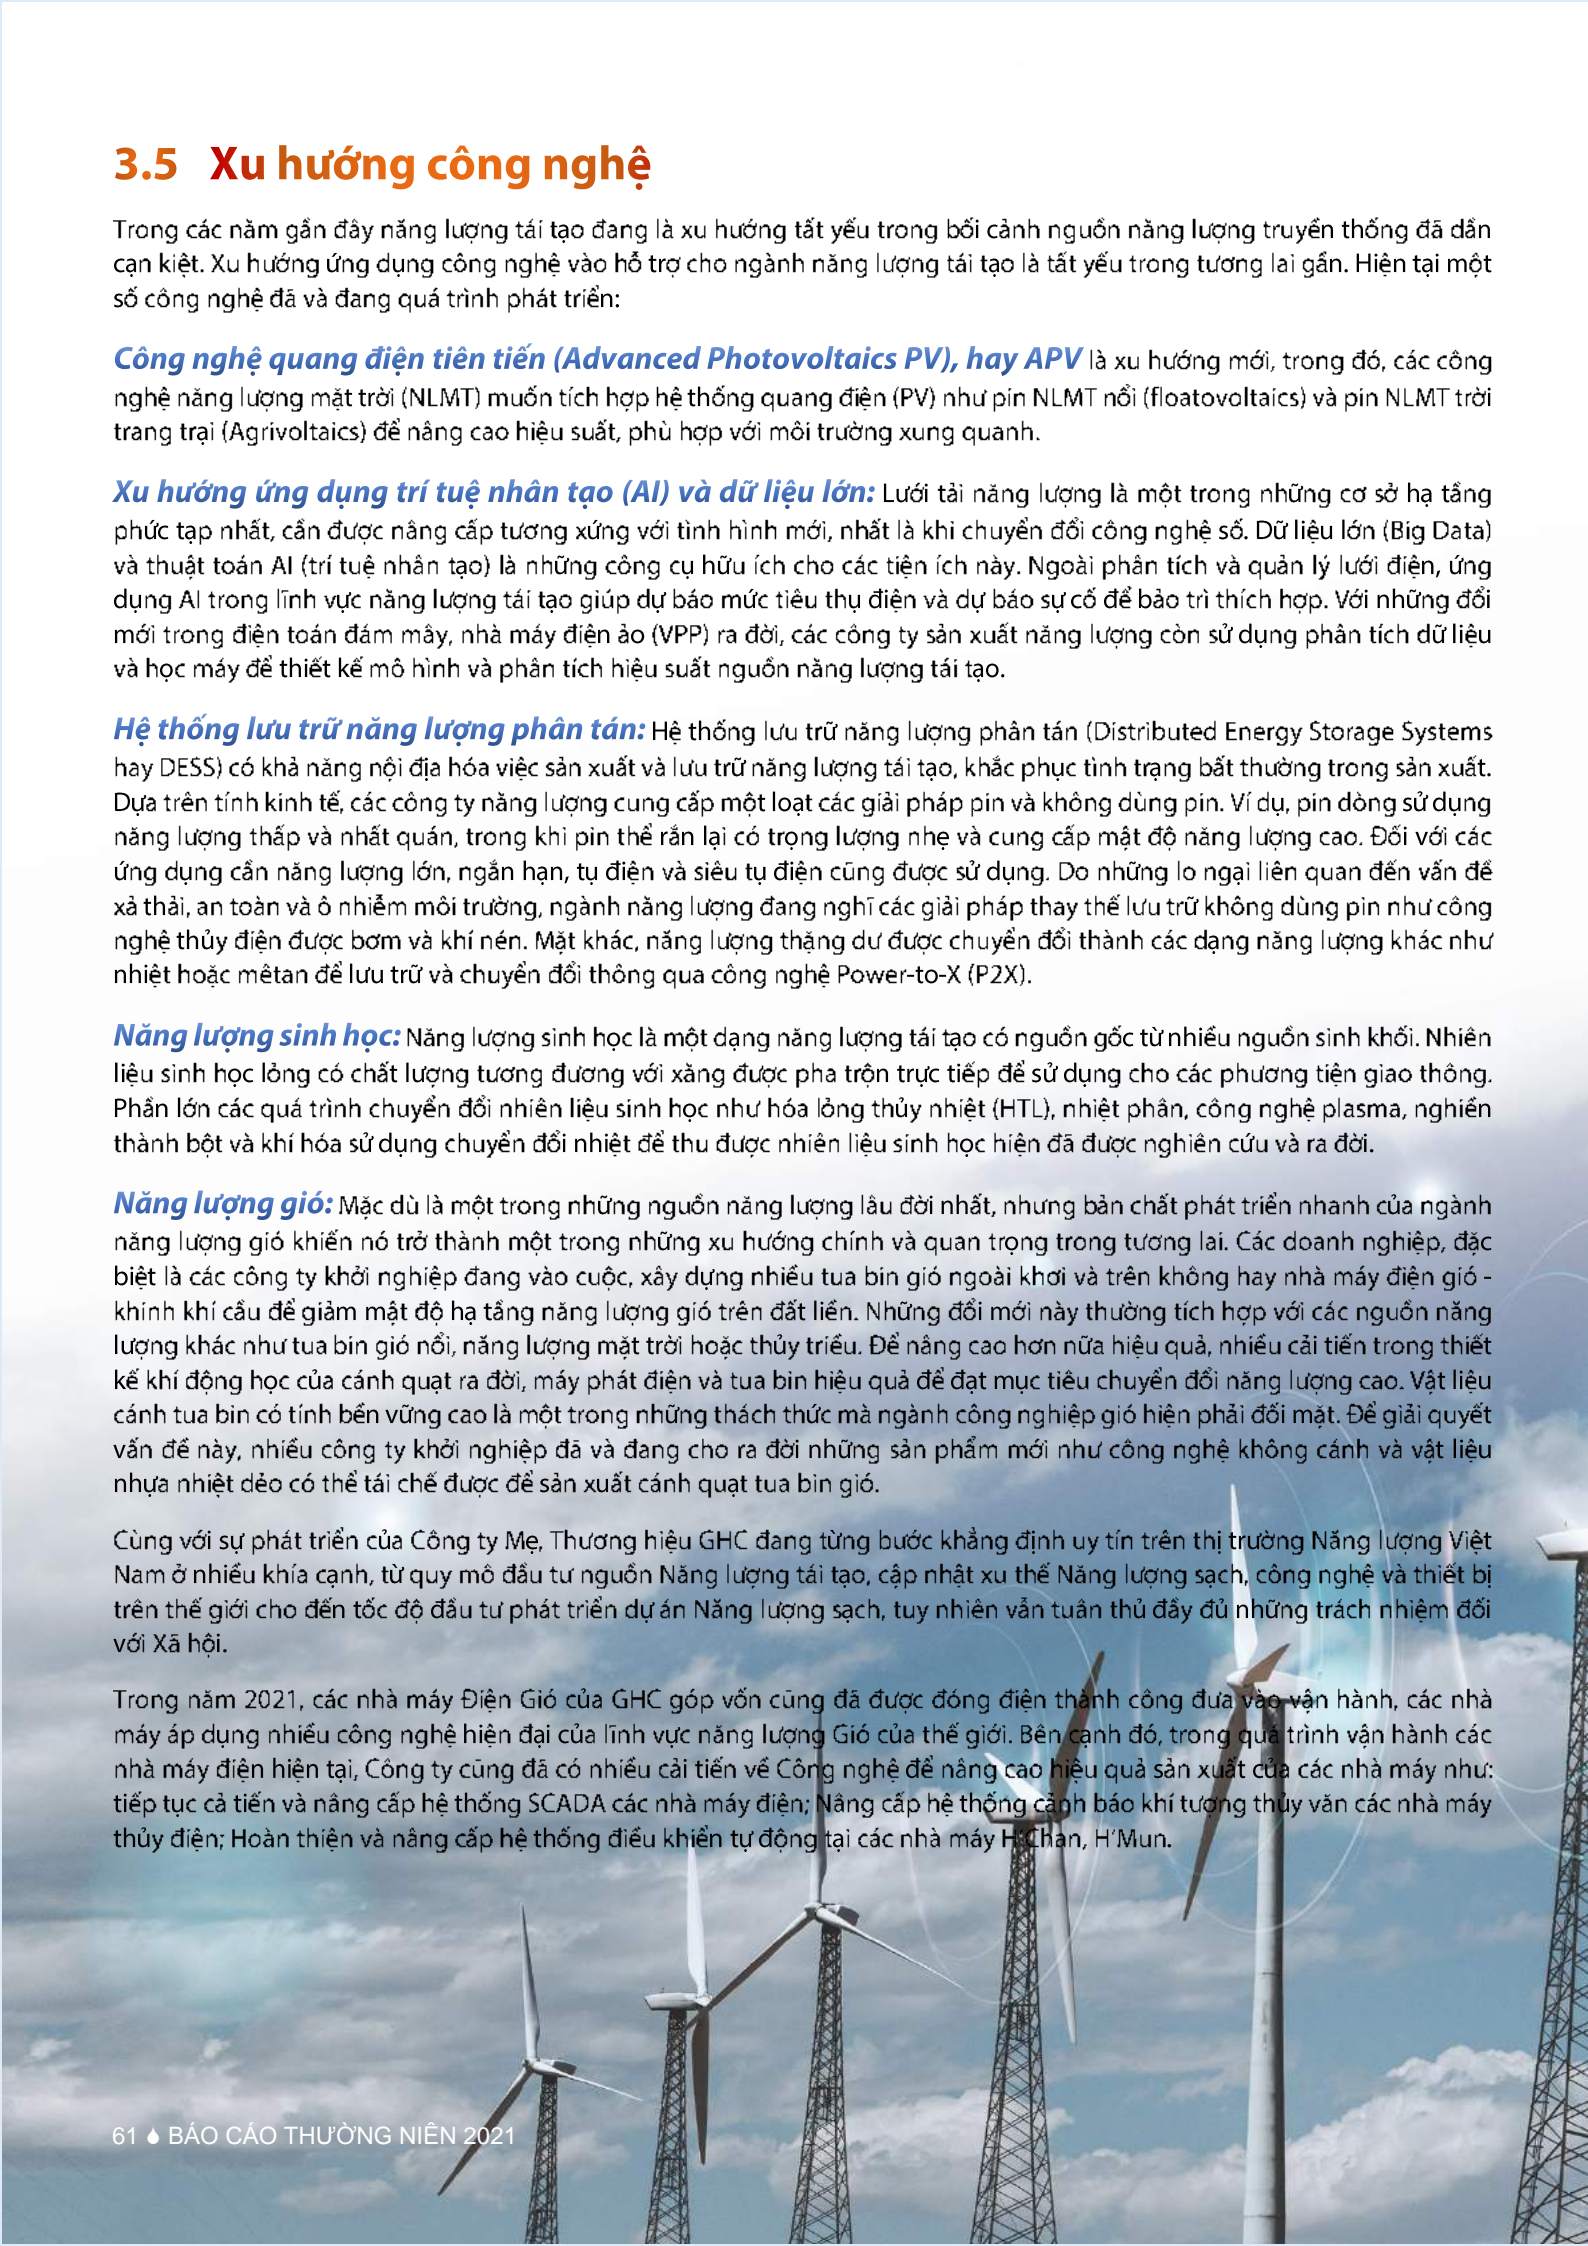 3.5 Xu hướng công nghệ
Trong các năm gần đây năng lượng tái tạo đang là xu hướng tất yếu trong bối cảnh nguồn năng lượng truyền thống đã dần
cạn kiệt. Xu hướng ứng dụng công nghệ vào hỗ trợ cho ngành năng lượng tái tạo là tất yếu trong tương lai gần. Hiện tại một
số công nghệ đã và đang quá trình phát triển:
Công nghệ quang điện tiên tiến (Advanced Photovoltaics PV), hay APV là xu hướng mới, trong đó, các công
nghệ năng lượng mặt trời (NLMT) muốn tích hợp hệ thống quang điện (PV) như pin NLMT nổi (floatovoltaics) và pin NLMT trời
trang trại (Agrivoltaics) để nâng cao hiệu suất, phù hợp với môi trường xung quanh.
Xu hướng ứng dụng trí tuệ nhân tạo (AI) và dữ liệu lớn: Lưới tải năng lượng là một trong những cơ sở hạ tầng
phức tạp nhất, cần được nâng cấp tương xứng với tình hình mới, nhất là khi chuyển đổi công nghệ số. Dữ liệu lớn (Big Data)
và thuật toán AI (trí tuệ nhân tạo) là những công cụ hữu ích cho các tiện ích này. Ngoài phân tích và quản lý lưới điện, ứng
dụng AI trong lĩnh vực năng lượng tái tạo giúp dự báo mức tiêu thụ điện và dự báo sự cố để bảo trì thích hợp. Với những đổi
mới trong điện toán đám mây, nhà máy điện ảo (VPP) ra đời, các công ty sản xuất năng lượng còn sử dụng phân tích dữ liệu
và học máy để thiết kế mô hình và phân tích hiệu suất nguồn năng lượng tái tạo.
Hệ thống lưu trữ năng lượng phân tán: Hệ thống lưu trữ năng lượng phân tán (Distributed Energy Storage Systems
hay DESS) có khả năng nội địa hóa việc sản xuất và lưu trữ năng lượng tái tạo, khắc phục tình trạng bất thường trong sản xuất.
Dựa trên tính kinh tế, các công ty năng lượng cung cấp một loạt các giải pháp pin và không dùng pin. Ví dụ, pin dòng sử dụng
năng lượng thấp và nhất quán, trong khi pin thể rắn lại có trọng lượng nhẹ và cung cấp mật độ năng lượng cao. Đối với các
ứng dụng cần năng lượng lớn, ngắn hạn, tụ điện và siêu tụ điện cũng được sử dụng. Do những lo ngại liên quan đến vấn đề
xả thải, an toàn và ô nhiễm môi trường, ngành năng lượng đang nghĩ các giải pháp thay thế lưu trữ không dùng pin như công
nghệ thủy điện được bơm và khí nén. Mặt khác, năng lượng thặng dư được chuyển đổi thành các dạng năng lượng khác như
nhiệt hoặc mêtan để lưu trữ và chuyển đổi thông qua công nghệ Power-to-X (P2X).
Năng lượng sinh học: Năng lượng sinh học là một dạng năng lượng tái tạo có nguồn gốc từ nhiều nguồn sinh khối. Nhiên
liệu sinh học lỏng có chất lượng tương đương với xăng được pha trộn trực tiếp để sử dụng cho các phương tiện giao thông.
Phần lớn các quá trình chuyển đổi nhiên liệu sinh học như hóa lỏng thủy nhiệt (HTL), nhiệt phân, công nghệ plasma, nghiền
thành bột và khí hóa sử dụng chuyển đổi nhiệt để thu được nhiên liệu sinh học hiện đã được nghiên cứu và ra đời.
Năng lượng gió: Mặc dù là một trong những nguồn năng lượng lâu đời nhất, nhưng bản chất phát triển nhanh của ngành
năng lượng gió khiến nó trở thành một trong những xu hướng chính và quan trọng trong tương lai. Các doanh nghiệp, đặc
biệt là các công ty khởi nghiệp đang vào cuộc, xây dựng nhiều tua bin gió ngoài khơi và trên không hay nhà máy điện gió -
khinh khí cầu để giảm mật độ hạ tầng năng lượng gió trên đất liền. Những đổi mới này thường tích hợp với các nguồn năng
lượng khác như tua bin gió nổi, năng lượng mặt trời hoặc thủy triều. Để nâng cao hơn nữa hiệu quả, nhiều cải tiến trong thiết
kế khí động học của cánh quạt ra đời, máy phát điện và tua bin hiệu quả để đạt mục tiêu chuyển đổi năng lượng cao. Vật liệu
cánh tua bin có tính bền vững cao là một trong những thách thức mà ngành công nghiệp gió hiện phải đối mặt. Để giải quyết
vấn đề này, nhiều công ty khởi nghiệp đã và đang cho ra đời những sản phẩm mới như công nghệ không cánh và vật liệu
nhựa nhiệt dẻo có thể tái chế được để sản xuất cánh quạt tua bin gió.
Cùng với sự phát triển của Công ty Mẹ, Thương hiệu GHC đang từng bước khẳng định uy tín trên thị trường Năng lượng Việt
Nam ở nhiều khía cạnh, từ quy mô đầu tư nguồn Năng lượng tái tạo, cập nhật xu thế Năng lượng sạch, công nghệ và thiết bị
trên thế giới cho đến tốc độ đầu tư phát triển dự án Năng lượng sạch, tuy nhiên vẫn tuân thủ đầy đủ những trách nhiệm đối
với Xã hội.
Trong năm 2021, các nhà máy Điện Gió của GHC góp vốn cũng đã được đóng điện thành công đưa vào vận hành, các nhà
máy áp dụng nhiều công nghệ hiện đại của lĩnh vực năng lượng Gió của thế giới. Bên cạnh đó, trong quá trình vận hành các
nhà máy điện hiện tại, Công ty cũng đã có nhiều cải tiến về Công nghệ để nâng cao hiệu quả sản xuất của các nhà máy như:
tiếp tục cả tiến và nâng cấp hệ thống SCADA các nhà máy điện; Nâng cấp hệ thống cảnh báo khí tượng thủy văn các nhà máy
thủy điện; Hoàn thiện và nâng cấp hệ thống điều khiển tự động tại các nhà máy H'Chan, H'Mun.
61 BÁO CÁO THƯỜNG NIÊN 2021